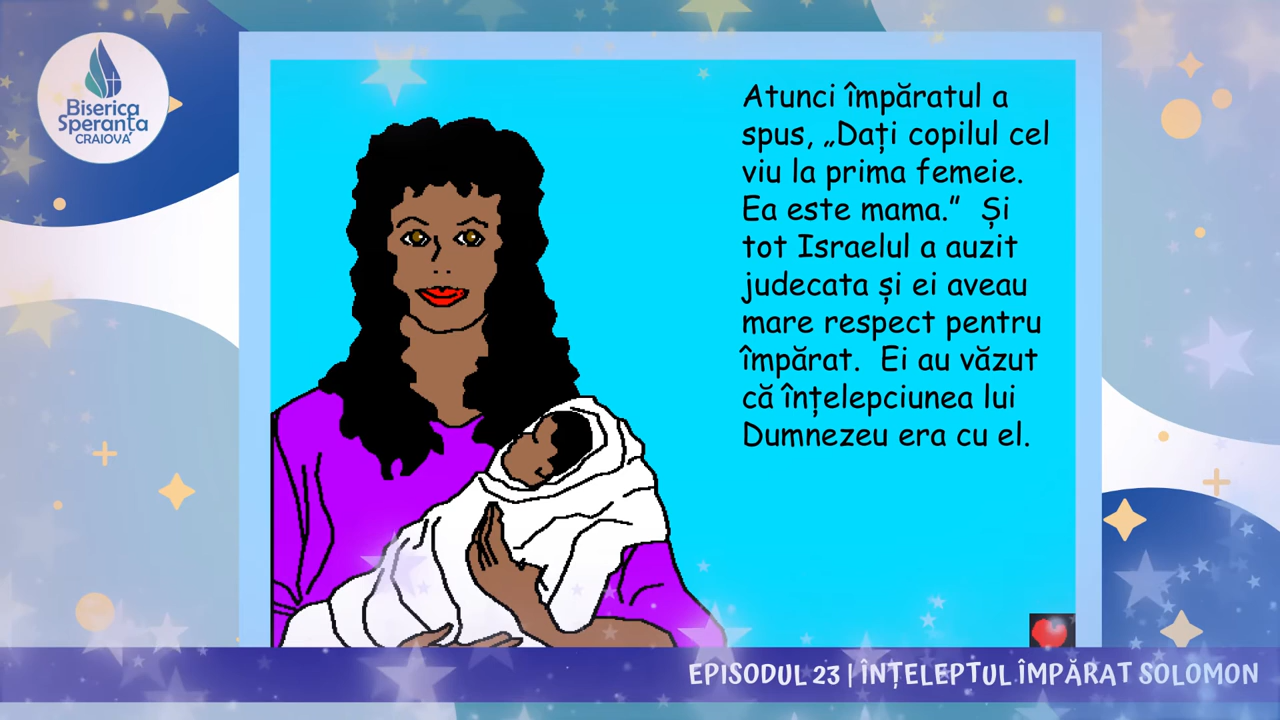 Biserica
Speranța
CRAIOVA
Atunci împăratul a
spus, „Dați copilul cel
viu la prima femeie.
Ea este mama.” Și
tot Israelul a auzit
judecata și ei aveau
mare respect pentru
împărat. Ei au văzut
că înțelepciunea lui
Dumnezeu era cu el.
EPISODUL 23 | ÎNȚELEPTUL ÎMPĂRAT SOLOMON